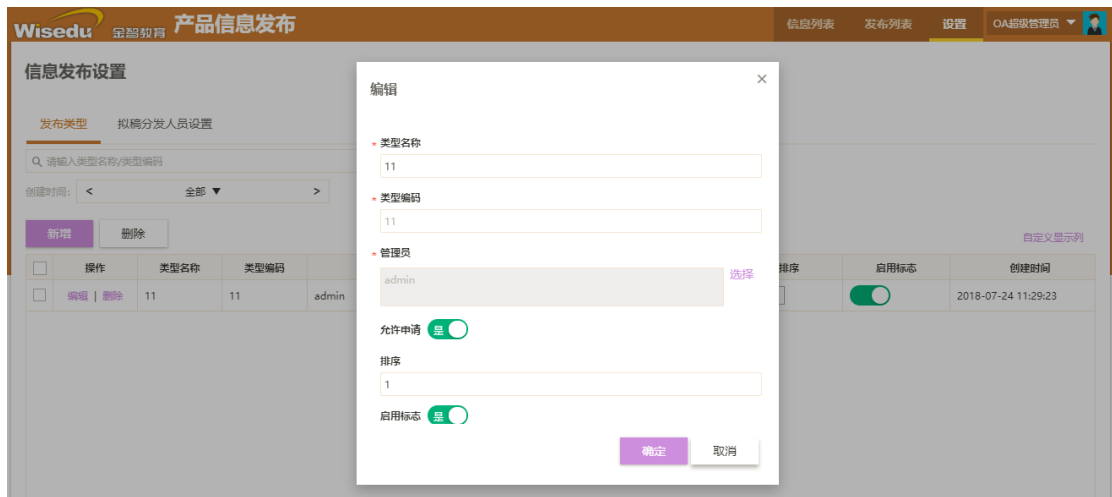 Wisedu 金智教育 产品信息发布 信息列表 发布列表 设置 OA超级管理员 ▼
信息发布设置
编辑 ×
发布类型 拟稿分发人员设置
* 类型名称
请输入类型名称/类型编码
11
创建时间: < 全部 ▼ >
* 类型编码
11
新增 删除
自定义显示列
* 管理员
操作 类型名称 类型编码 排序 启用标志 创建时间
admin 选择
编辑 | 删除 11 11 admin 2018-07-24 11:29:23
允许申请 是
排序
1
启用标志 是
确定 取消